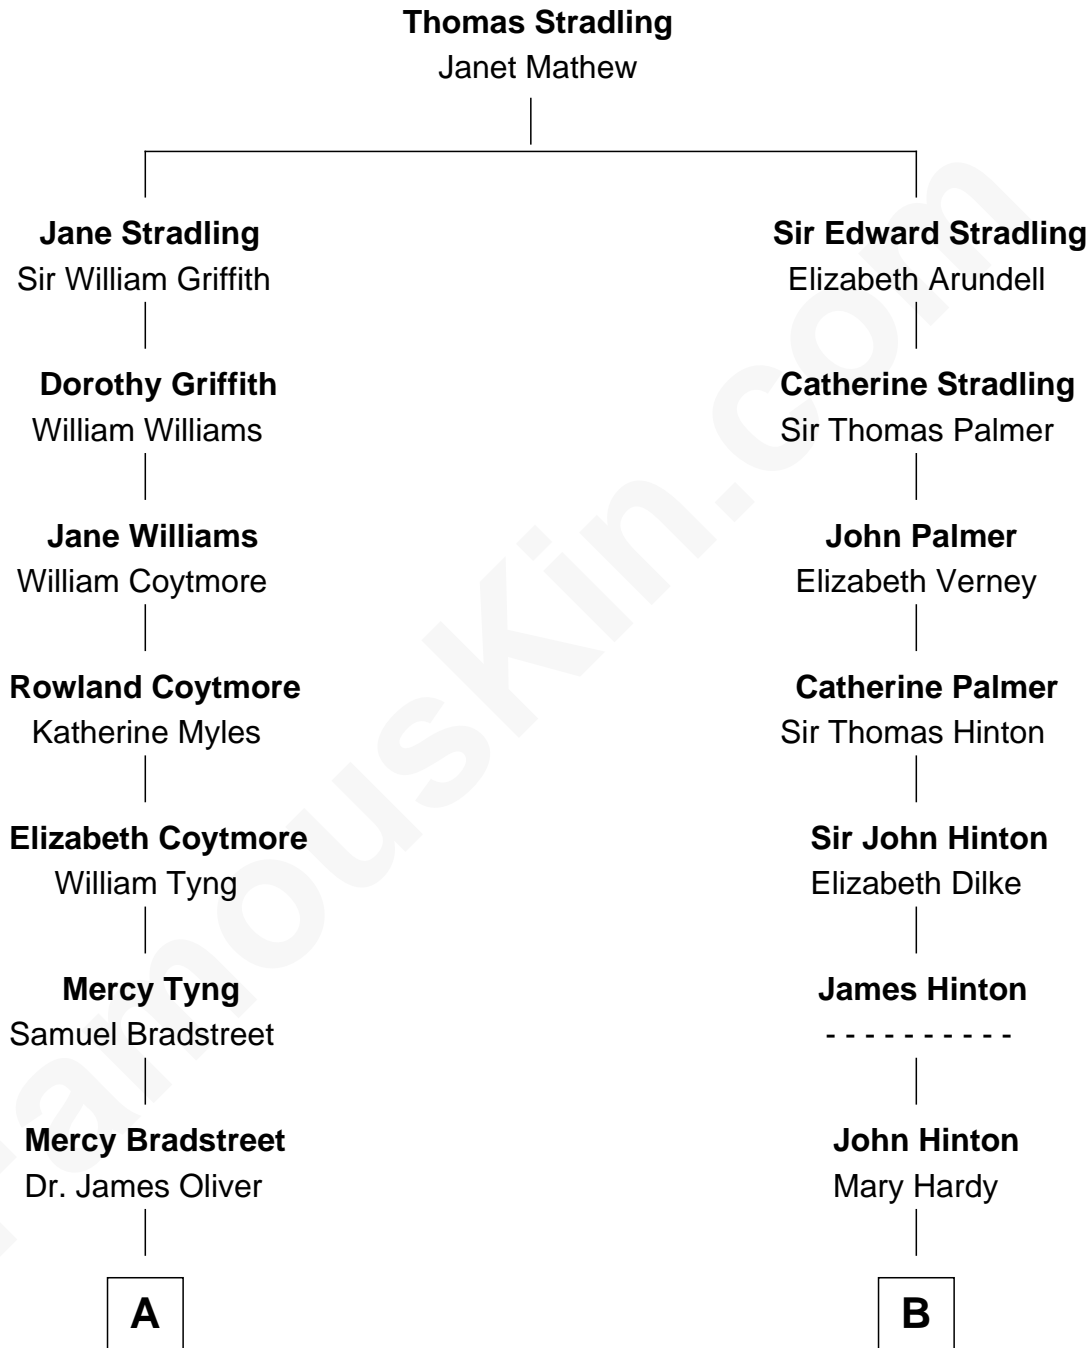 Thomas Stradling
Janet Mathew
Jane Stradling
Sir William Griffith
Sir Edward Stradling
Elizabeth Arundell
Dorothy Griffith
William Williams
Catherine Stradling
Sir Thomas Palmer
Jane Williams
William Coytmore
John Palmer
Elizabeth Verney
Rowland Coytmore
Katherine Myles
Catherine Palmer
Sir Thomas Hinton
Elizabeth Coytmore
William Tyng
Sir John Hinton
Elizabeth Dilke
Mercy Tyng
Samuel Bradstreet
James Hinton
- - - - - - - - - -
Mercy Bradstreet
Dr. James Oliver
John Hinton
Mary Hardy
A
B
FamousKin.com